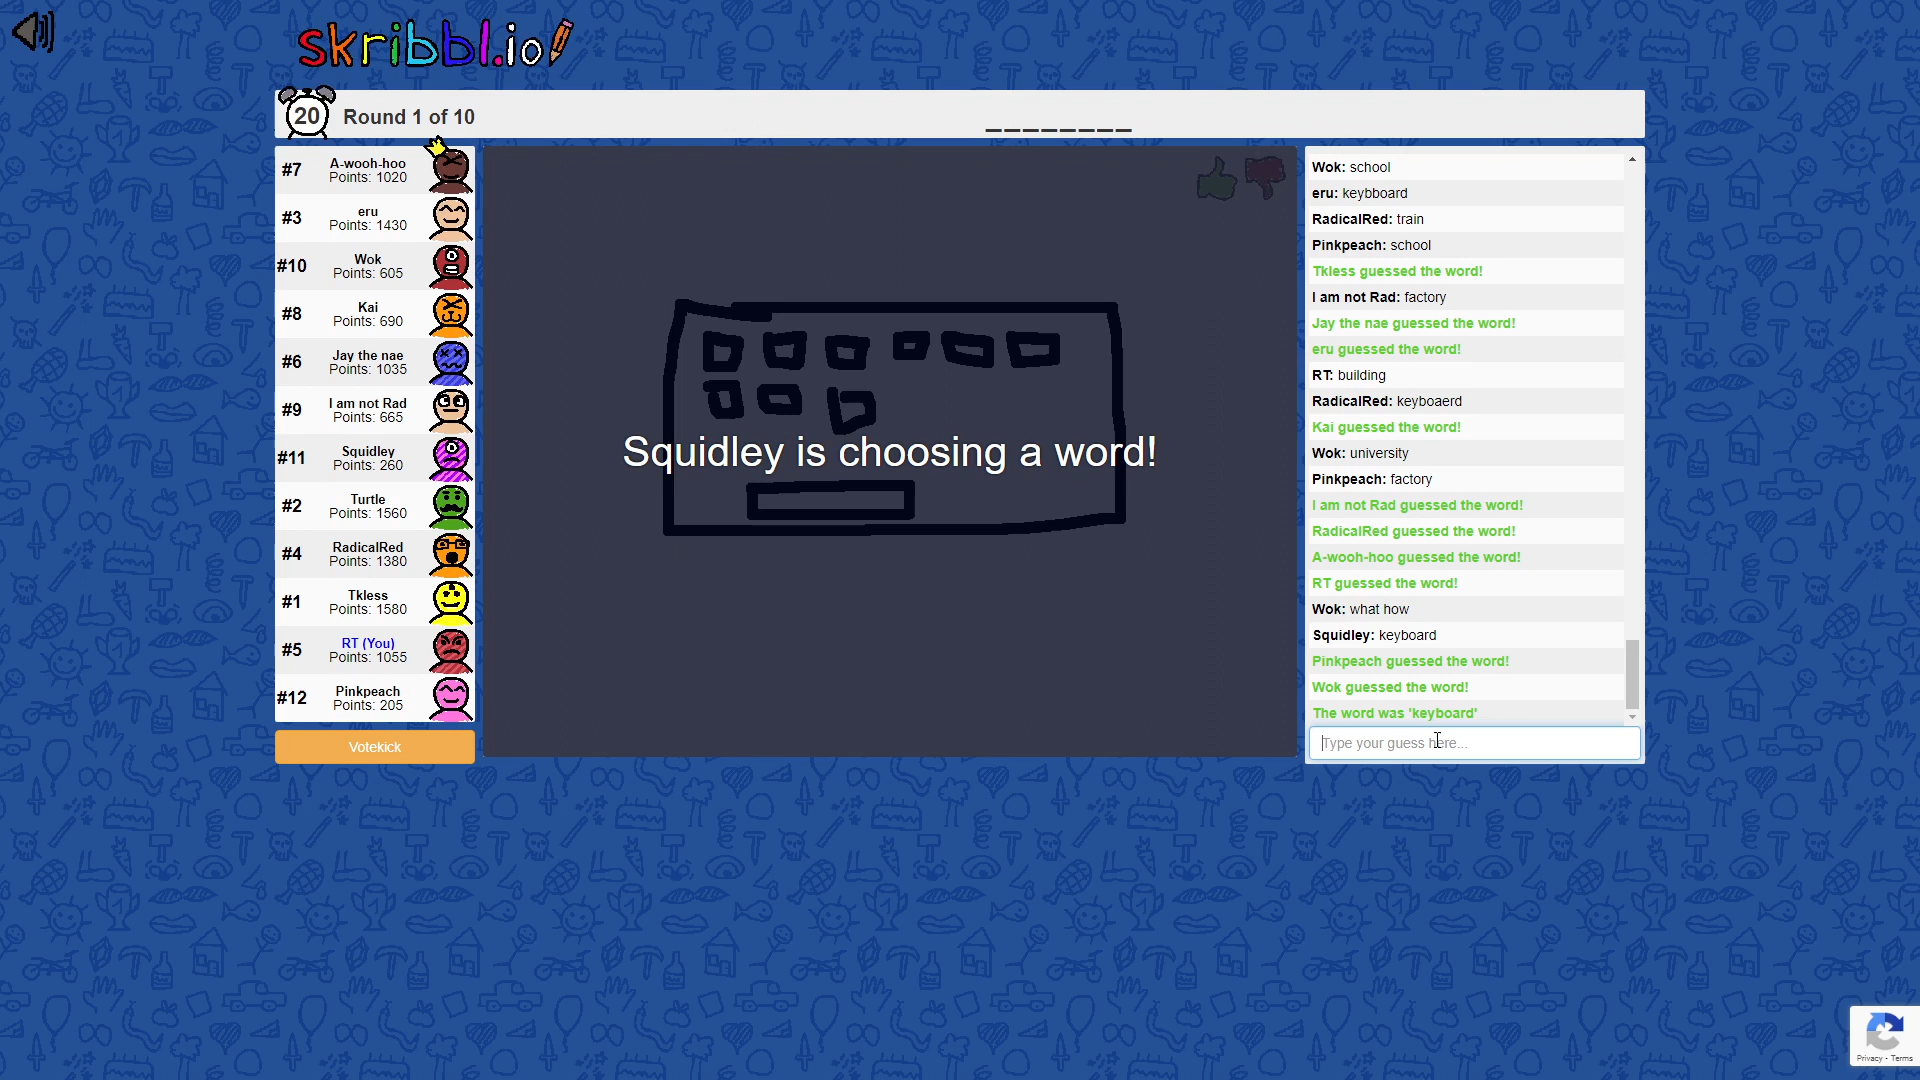 skribbl.io
20
Round 1 of 10
________
#7
A-wooh-hoo
Points: 1020
#3
eru
Points: 1430
#10
Wok
Points: 605
#8
Kai
Points: 690
#6
Jay the nae
Points: 1035
#9
I am not Rad
Points: 665
#11
Squidley
Points: 260
#2
Turtle
Points: 1560
#4
RadicalRed
Points: 1380
#1
Tkless
Points: 1580
#5
RT (You)
Points: 1055
#12
Pinkpeach
Points: 205
Votekick
Squidley is choosing a word!
Wok: school
eru: keybboard
RadicalRed: train
Pinkpeach: school
Tkless guessed the word!
I am not Rad: factory
Jay the nae guessed the word!
eru guessed the word!
RT: building
RadicalRed: keyboaerd
Kai guessed the word!
Wok: university
Pinkpeach: factory
I am not Rad guessed the word!
RadicalRed guessed the word!
A-wooh-hoo guessed the word!
RT guessed the word!
Wok: what how
Squidley: keyboard
Pinkpeach guessed the word!
Wok guessed the word!
The word was 'keyboard'
Type your guess here...
Privacy - Terms